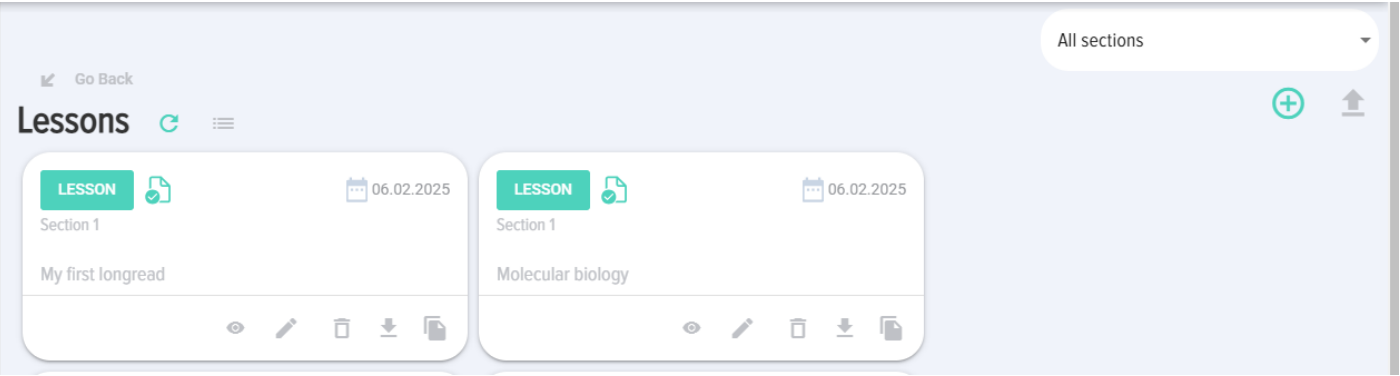 All sections
Go Back
Lessons
LESSON
06.02.2025
Section 1
My first longread
LESSON
06.02.2025
Section 1
Molecular biology